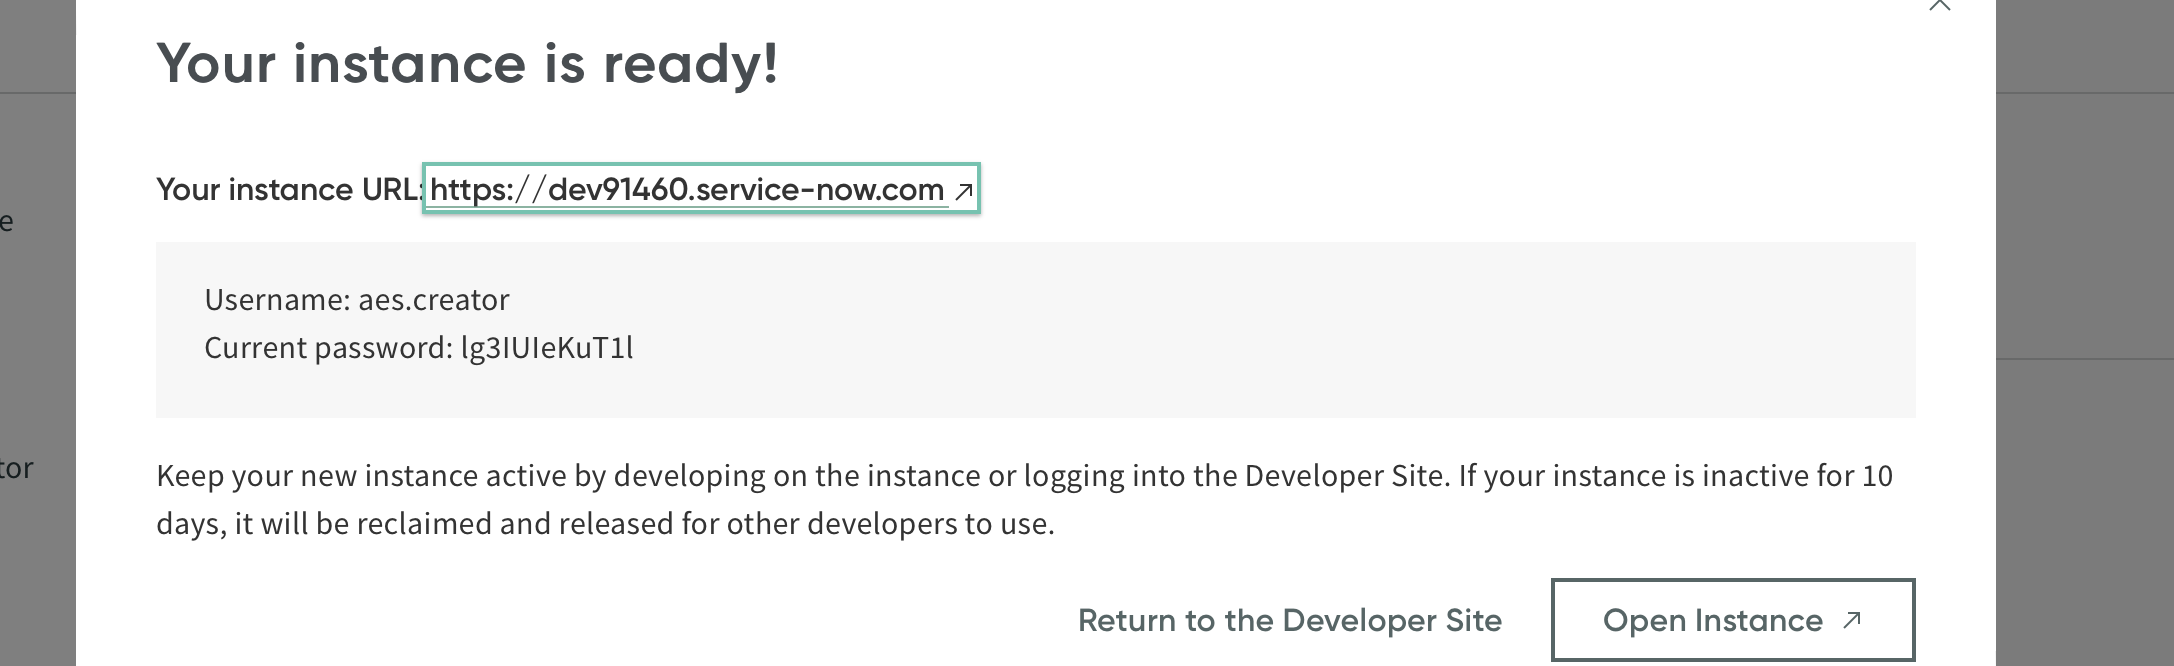 Your instance is ready!
Your instance URL: https://dev91460.service-now.com
e
Username: aes.creator
Current password: lg3IUIeKuT1l
tor
Keep your new instance active by developing on the instance or logging into the Developer Site. If your instance is inactive for 10
days, it will be reclaimed and released for other developers to use.
Return to the Developer Site
Open Instance